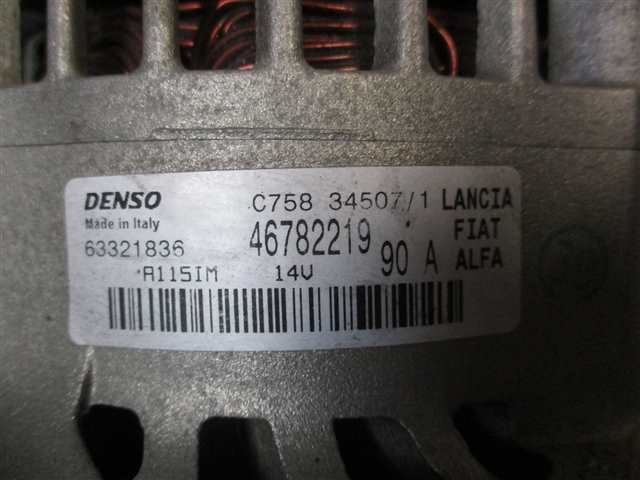 DENSO C758 34507/1 LANCIA
Made in Italy 46782219 FIAT
63321836 90 A ALFA
A115IM 14V